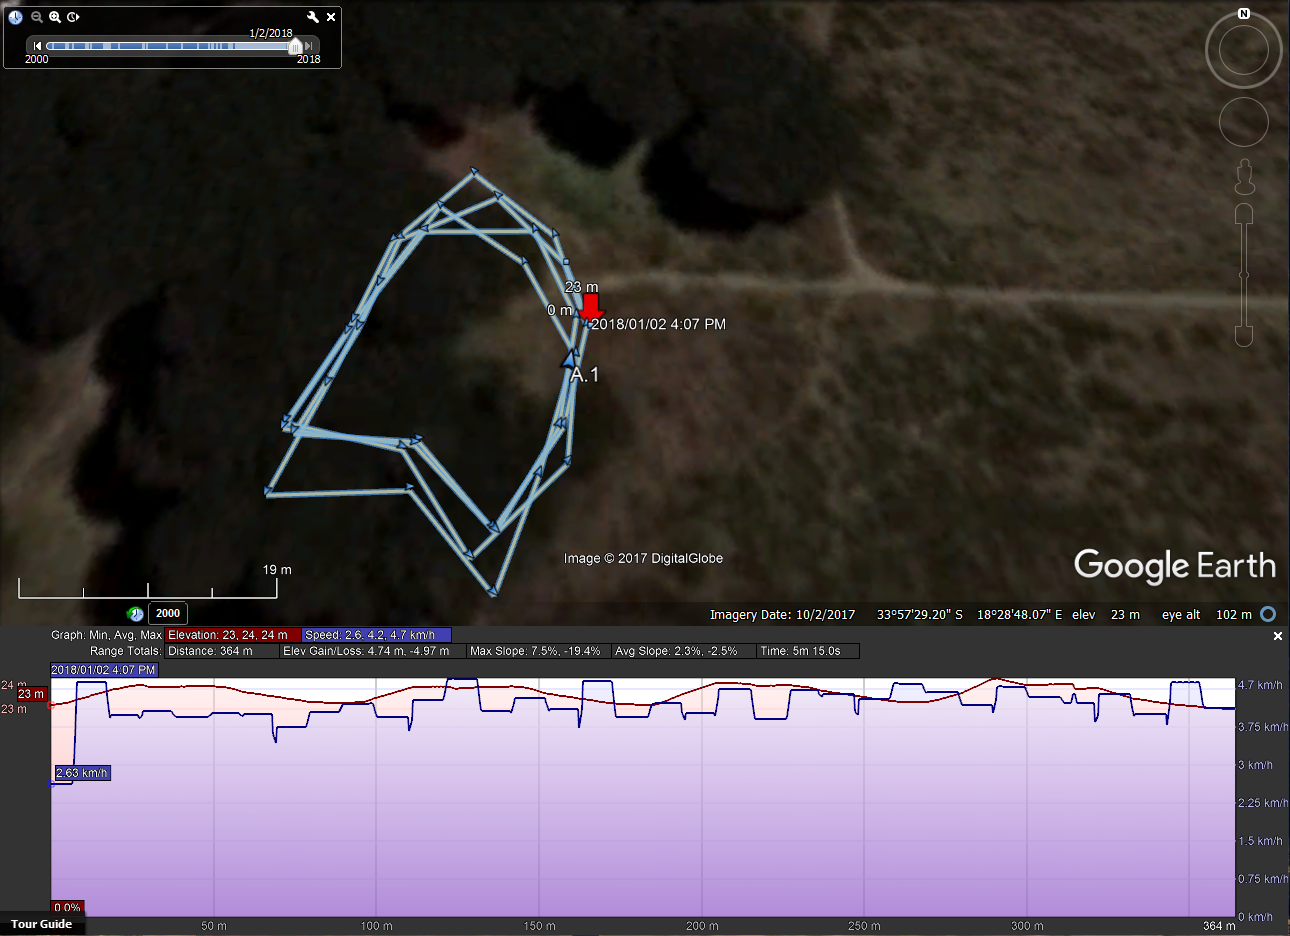 1/2/2018
2000
2018
N
23 m
0 m
2018/01/02 4:07 PM
A.1
Image © 2017 DigitalGlobe
Google Earth
19 m
2000
Imagery Date: 10/2/2017 33°57'29.20" S 18°28'48.07" E elev 23 m eye alt 102 m
Graph: Min, Avg, Max Elevation: 23, 24, 24 m Speed: 2.6, 4.2, 4.7 km/h
Range Totals: Distance: 364 m Elev Gain/Loss: 4.74 m, -4.97 m Max Slope: 7.5%, -19.4% Avg Slope: 2.3%, -2.5% Time: 5m 15.0s
2018/01/02 4:07 PM
24 m
23 m
23 m
4.7 km/h
3.75 km/h
2.63 km/h
3 km/h
2.25 km/h
1.5 km/h
0.75 km/h
0.0%
0 km/h
Tour Guide
50 m 100 m 150 m 200 m 250 m 300 m 364 m